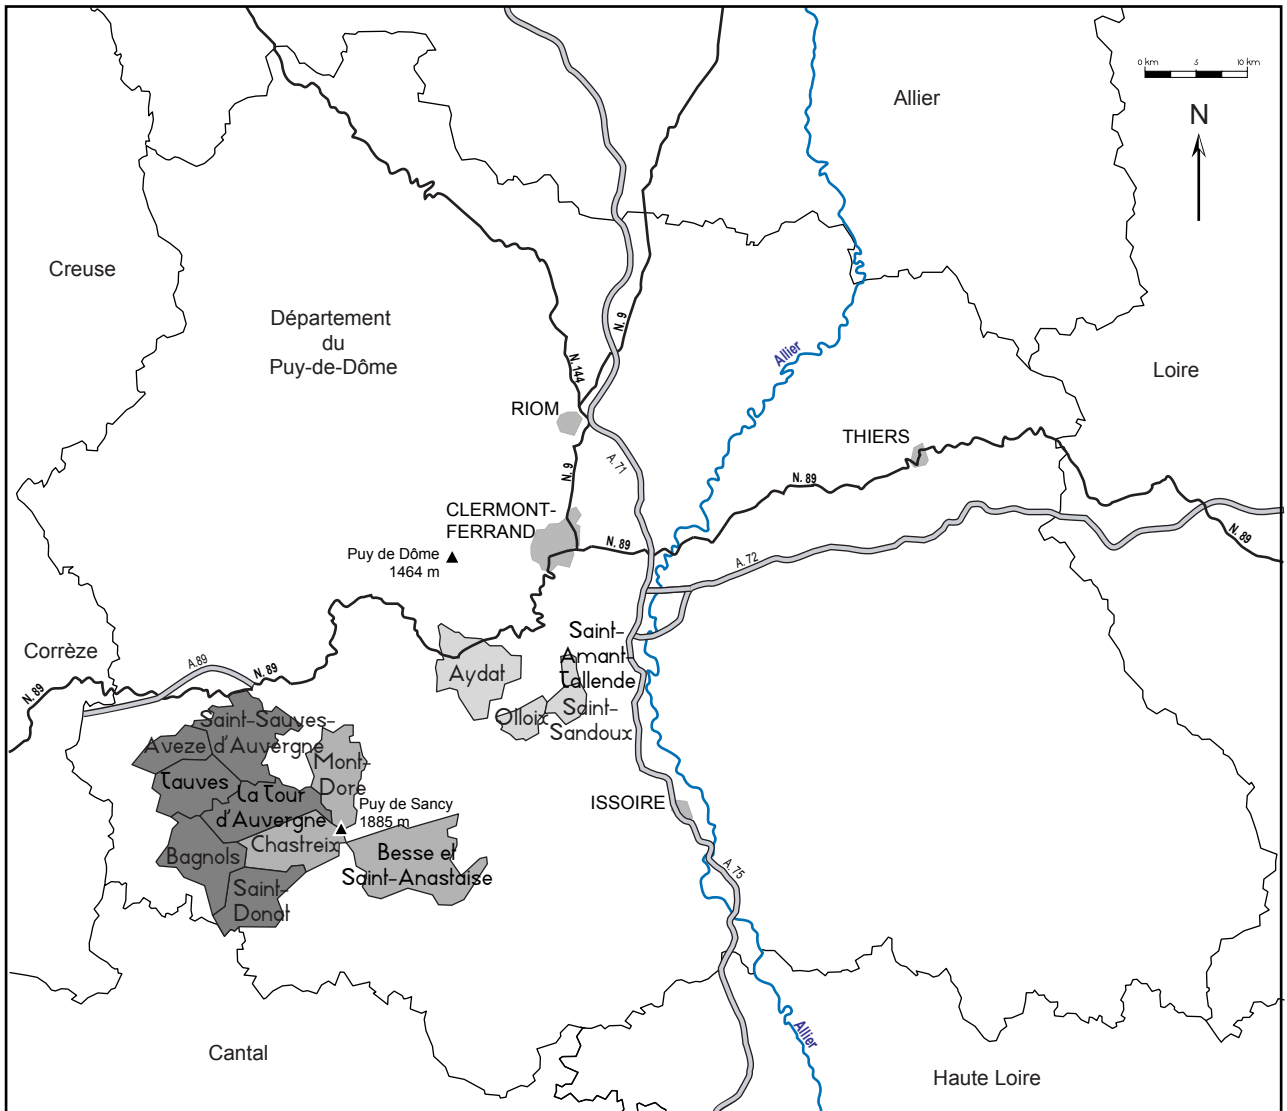 0 km 5 10 km
Allier
N
Creuse
Département
du
Puy-de-Dôme
N. 9
Allier
N. 144
Loire
RIOM
THIERS
A. 71
N. 9
N. 89
CLERMONT-
FERRAND
N. 89
N. 89
Puy de Dôme
1464 m
A. 72
Saint-
Amant-
Tallende
Corrèze
A 89
N. 89
N. 89
Aydat
Olloix
Saint-
Sandoux
Saint-Sauves-
d'Auvergne
Aveze
Mont-
Dore
Tauves
La Tour
d'Auvergne
Puy de Sancy
1885 m
ISSOIRE
Chastreix
Bagnols
Besse et
Saint-Anastaise
A. 75
Saint-
Donat
Allier
Cantal
Haute Loire